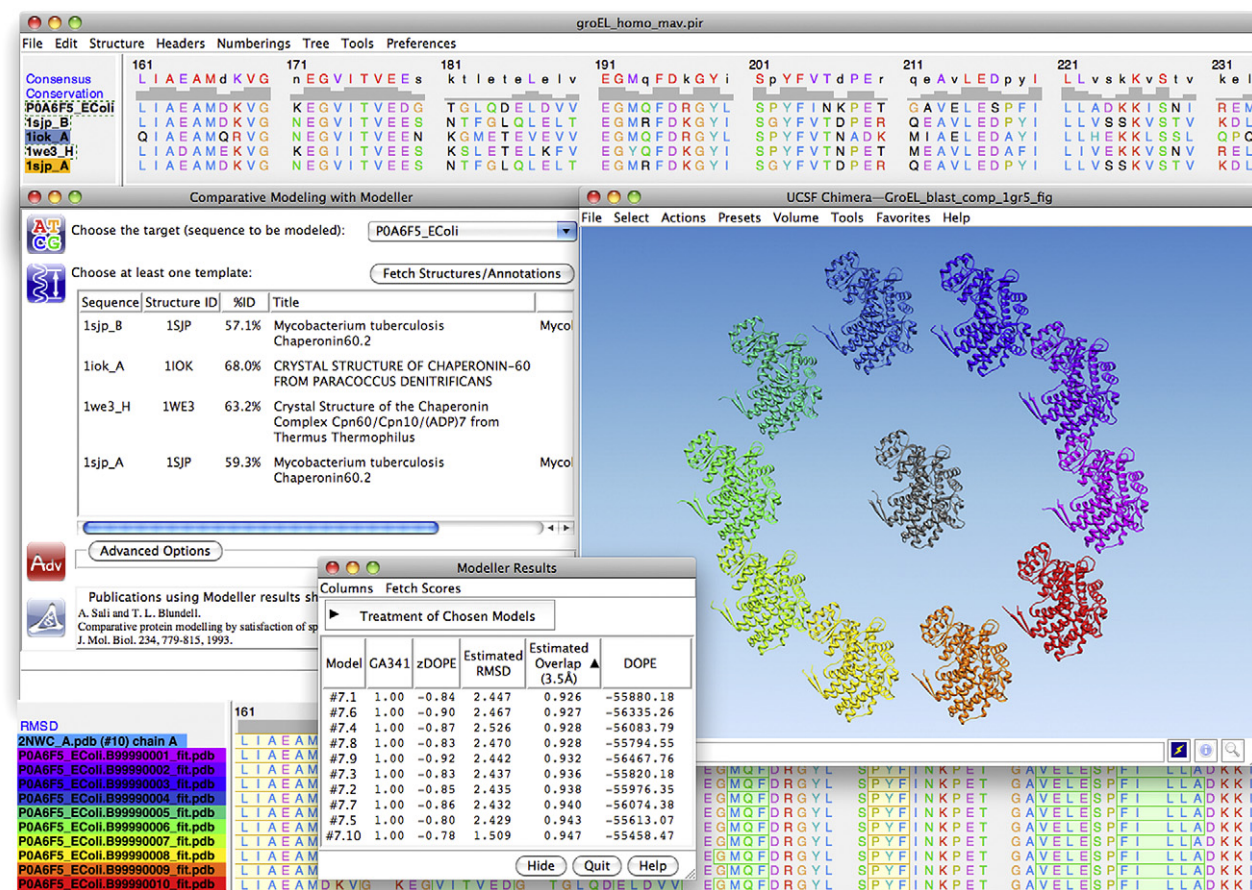 groEL_homo_mav.pir
File Edit Structure Headers Numberings Tree Tools Preferences
161 171 181 191 201 211 221 231
Consensus L I A E A M d K V G n E G V I T V E E s k t l e t e L e l v E G M q F D k G Y i S p Y F V T d P E r q e A v L E D p y I L L v s k K v S t v k e l
Conservation
P0A6F5_EColi L I A E A M D K V G K E G V I T V E D G T G L Q D E L D V V E G M Q F D R G Y L S P Y F I N K P E T G A V E L E S P F I L L A D K K I S N I R E M
1sjp_B L I A E A M D K V G N E G V I T V E E S N T F G L Q L E L T E G M R F D K G Y I S G Y F V T D P E R Q E A V L E D P Y I L L V S S K V S T V K D L
1iok_A Q I A E A M Q R V G N E G V I T V E E N K G M E T E V E V V E G M Q F D R G Y L S P Y F V T N A D K M I A E L E D A Y I L L H E K K L S S L Q P Q
1we3_H L I A D A M E K V G K E G I I T V E E S K S L E T E L K F V E G Y Q F D K G Y I S P Y F V T N P E T M E A V L E D A F I L I V E K K V S N V R E L
1sjp_A L I A E A M D K V G N E G V I T V E E S N T F G L Q L E L T E G M R F D K G Y I S G Y F V T D P E R Q E A V L E D P Y I L L V S S K V S T V K D L
Comparative Modeling with Modeller
Choose the target (sequence to be modeled): P0A6F5_EColi
Choose at least one template: Fetch Structures/Annotations
Sequence Structure ID %ID Title
1sjp_B 1SJP 57.1% Mycobacterium tuberculosis Mycol
Chaperonin60.2
1iok_A 1IOK 68.0% CRYSTAL STRUCTURE OF CHAPERONIN-60
FROM PARACOCCUS DENITRIFICANS
1we3_H 1WE3 63.2% Crystal Structure of the Chaperonin
Complex Cpn60/Cpn10/(ADP)7 from
Thermus Thermophilus
1sjp_A 1SJP 59.3% Mycobacterium tuberculosis Mycol
Chaperonin60.2
Adv
Advanced Options
Publications using Modeller results sh
A. Sali and T. L. Blundell.
Comparative protein modelling by satisfaction of sp
J. Mol. Biol. 234, 779-815, 1993.
UCSF Chimera—GroEL_blast_comp_1gr5_fig
File Select Actions Presets Volume Tools Favorites Help
Modeller Results
Columns Fetch Scores
Treatment of Chosen Models
Model GA341 zDOPE Estimated RMSD Estimated Overlap (3.5Å) ▲ DOPE
#7.1 1.00 -0.84 2.447 0.926 -55880.18
#7.6 1.00 -0.90 2.467 0.927 -56335.26
#7.4 1.00 -0.87 2.526 0.928 -56083.79
#7.8 1.00 -0.83 2.470 0.928 -55794.55
#7.9 1.00 -0.92 2.442 0.932 -56467.76
#7.3 1.00 -0.83 2.437 0.936 -55820.18
#7.2 1.00 -0.85 2.435 0.938 -55976.35
#7.7 1.00 -0.86 2.432 0.940 -56074.38
#7.5 1.00 -0.80 2.429 0.943 -55613.07
#7.10 1.00 -0.78 1.509 0.947 -55458.47
Hide Quit Help
161
RMSD
2NWC_A.pdb (#10) chain A L I A E A M
P0A6F5_EColi.B99990001_fit.pdb L I A E A M E G M Q F D R G Y L S P Y F I N K P E T G A V E L E S P F I L L A D K K I
P0A6F5_EColi.B99990002_fit.pdb L I A E A M E G M Q F D R G Y L S P Y F I N K P E T G A V E L E S P F I L L A D K K I
P0A6F5_EColi.B99990003_fit.pdb L I A E A M E G M Q F D R G Y L S P Y F I N K P E T G A V E L E S P F I L L A D K K I
P0A6F5_EColi.B99990004_fit.pdb L I A E A M E G M Q F D R G Y L S P Y F I N K P E T G A V E L E S P F I L L A D K K I
P0A6F5_EColi.B99990005_fit.pdb L I A E A M E G M Q F D R G Y L S P Y F I N K P E T G A V E L E S P F I L L A D K K I
P0A6F5_EColi.B99990006_fit.pdb L I A E A M E G M Q F D R G Y L S P Y F I N K P E T G A V E L E S P F I L L A D K K I
P0A6F5_EColi.B99990007_fit.pdb L I A E A M E G M Q F D R G Y L S P Y F I N K P E T G A V E L E S P F I L L A D K K I
P0A6F5_EColi.B99990008_fit.pdb L I A E A M E G M Q F D R G Y L S P Y F I N K P E T G A V E L E S P F I L L A D K K I
P0A6F5_EColi.B99990009_fit.pdb L I A E A M E G M Q F D R G Y L S P Y F I N K P E T G A V E L E S P F I L L A D K K I
P0A6F5_EColi.B99990010_fit.pdb L I A E A M D K V G K E G V I T V E D G T G L Q D E L D V V E G M Q F D R G Y L S P Y F I N K P E T G A V E L E S P F I L L A D K K I